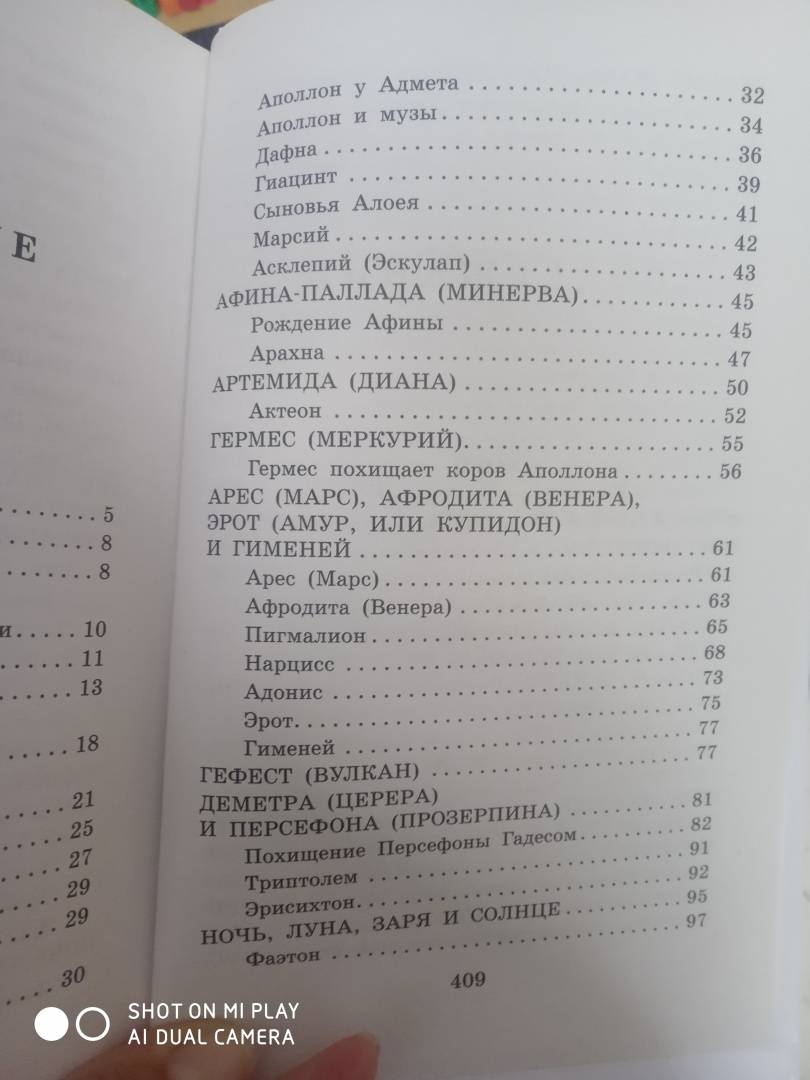 Е
..... 5
..... 8
..... 8
и..... 10
..... 11
..... 13
..... 18
..... 21
..... 25
..... 27
..... 29
..... 29
..... 30
Аполлон у Адмета ..... 32
Аполлон и музы ..... 34
Дафна ..... 36
Гиацинт ..... 39
Сыновья Алоея ..... 41
Марсий ..... 42
Асклепий (Эскулап) ..... 43
АФИНА-ПАЛЛАДА (МИНЕРВА) ..... 45
Рождение Афины ..... 45
Арахна ..... 47
АРТЕМИДА (ДИАНА) ..... 50
Актеон ..... 52
ГЕРМЕС (МЕРКУРИЙ) ..... 55
Гермес похищает коров Аполлона ..... 56
АРЕС (МАРС), АФРОДИТА (ВЕНЕРА),
ЭРОТ (АМУР, ИЛИ КУПИДОН)
И ГИМЕНЕЙ ..... 61
Арес (Марс) ..... 61
Афродита (Венера) ..... 63
Пигмалион ..... 65
Нарцисс ..... 68
Адонис ..... 73
Эрот ..... 75
Гименей ..... 77
ГЕФЕСТ (ВУЛКАН) ..... 77
ДЕМЕТРА (ЦЕРЕРА)
И ПЕРСЕФОНА (ПРОЗЕРПИНА) ..... 81
Похищение Персефоны Гадесом ..... 82
Триптолем ..... 91
Эрисихтон ..... 92
НОЧЬ, ЛУНА, ЗАРЯ И СОЛНЦЕ ..... 95
Фаэтон ..... 97
409
SHOT ON MI PLAY
AI DUAL CAMERA